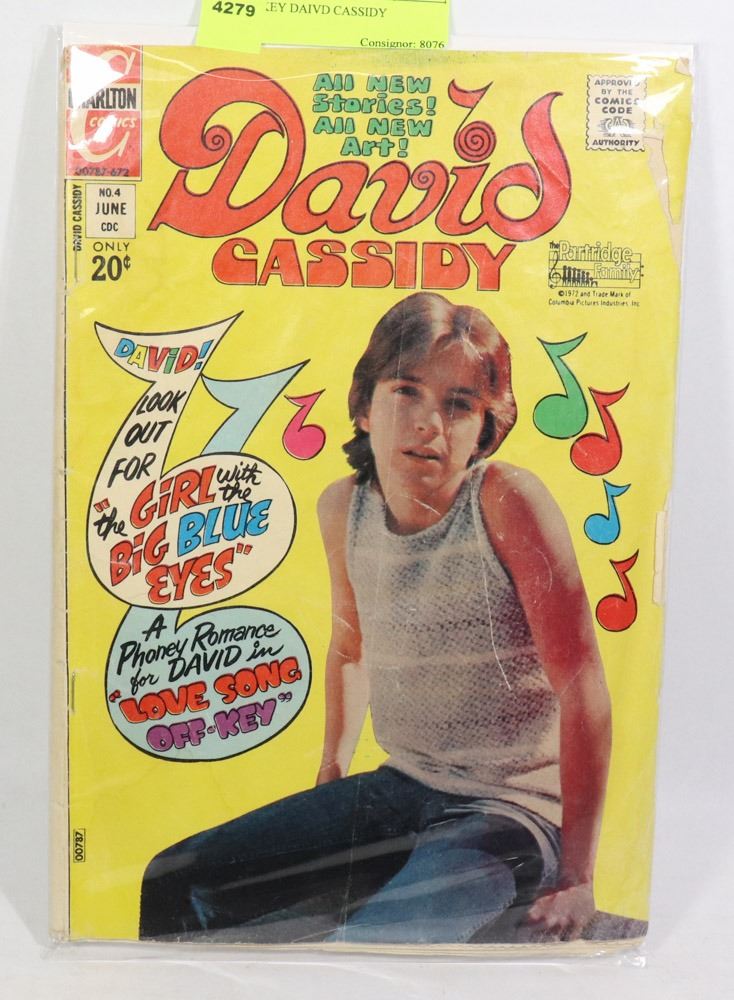 4279
EY DAIVD CASSIDY
Consignor: 8076
CHARLTON
COMICS
00787-672
NO.4
JUNE
CDC
ONLY
20¢
DAVID CASSIDY
All NEW
Stories!
All NEW
Art!
David
CASSIDY
APPROVED
BY THE
COMICS
CODE
AUTHORITY
the Partridge
Family
©1972 and Trade Mark of
Columbia Pictures Industries, Inc.
DAViD!
LOOK
OUT
FOR
"the GiRL with the
BiG BLUE
EYES"
A
Phoney Romance
for DAVID in
"LOVE SONG
OFF-KEY"
00787